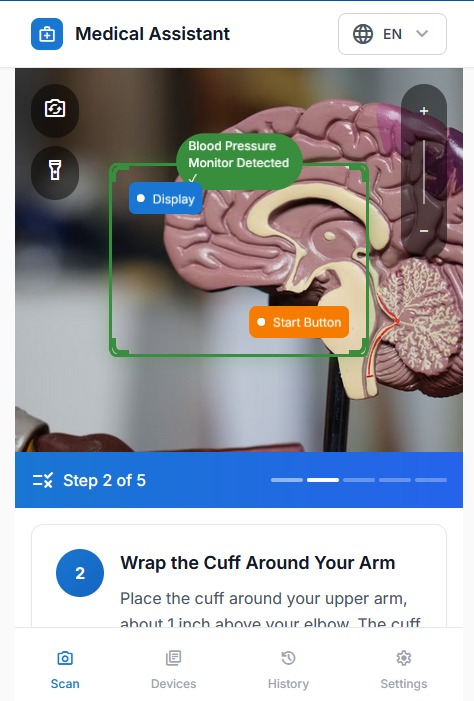 Medical Assistant
EN
Blood Pressure
Monitor Detected
✓
Display
+
−
Start Button
Step 2 of 5
2
Wrap the Cuff Around Your Arm
Place the cuff around your upper arm,
about 1 inch above your elbow. The cuff
Scan
Devices
History
Settings